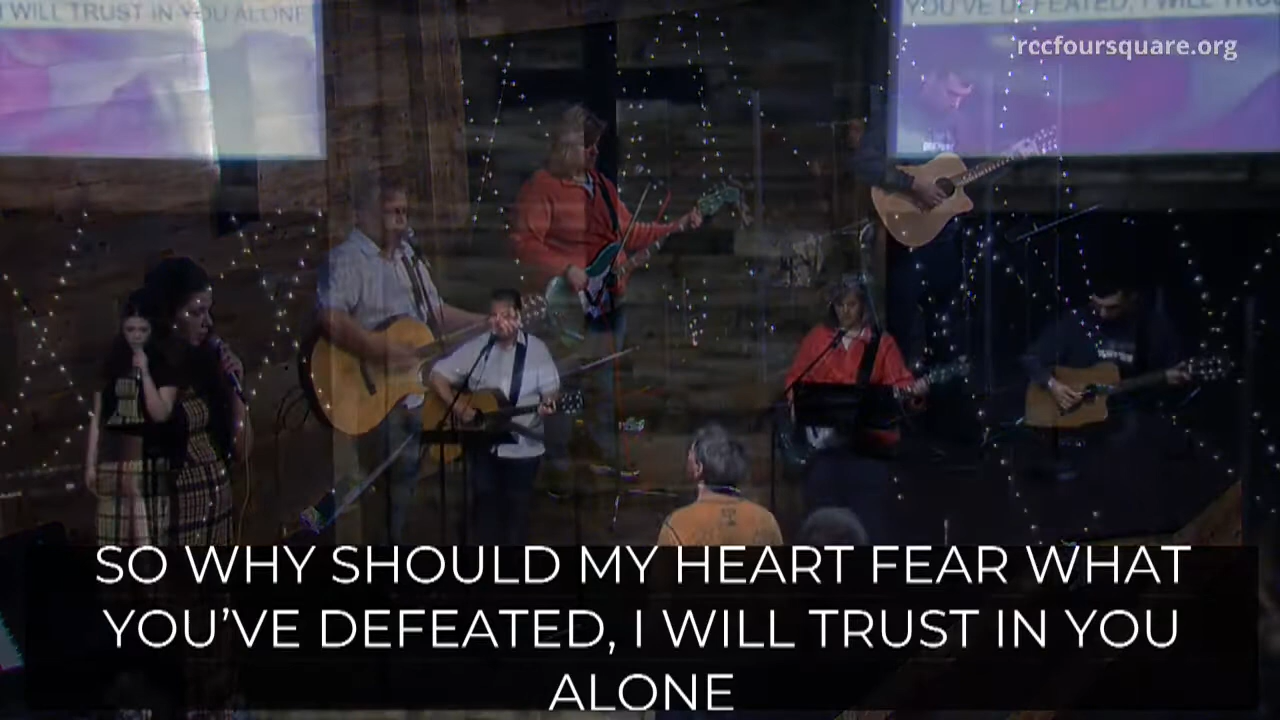 I WILL TRUST IN YOU ALONE
YOU'VE DEFEATED, I WILL TRUS
rccfoursquare.org
SO WHY SHOULD MY HEART FEAR WHAT
YOU'VE DEFEATED, I WILL TRUST IN YOU
ALONE